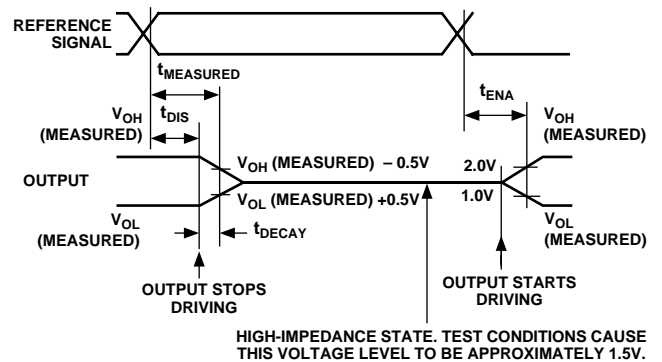 REFERENCE
SIGNAL
tMEASURED
tENA
tDIS
VOH
(MEASURED)
VOH
(MEASURED)
VOH (MEASURED) – 0.5V
2.0V
OUTPUT
VOL (MEASURED) +0.5V
1.0V
VOL
(MEASURED)
tDECAY
VOL
(MEASURED)
OUTPUT STOPS
DRIVING
OUTPUT STARTS
DRIVING
HIGH-IMPEDANCE STATE. TEST CONDITIONS CAUSE
THIS VOLTAGE LEVEL TO BE APPROXIMATELY 1.5V.